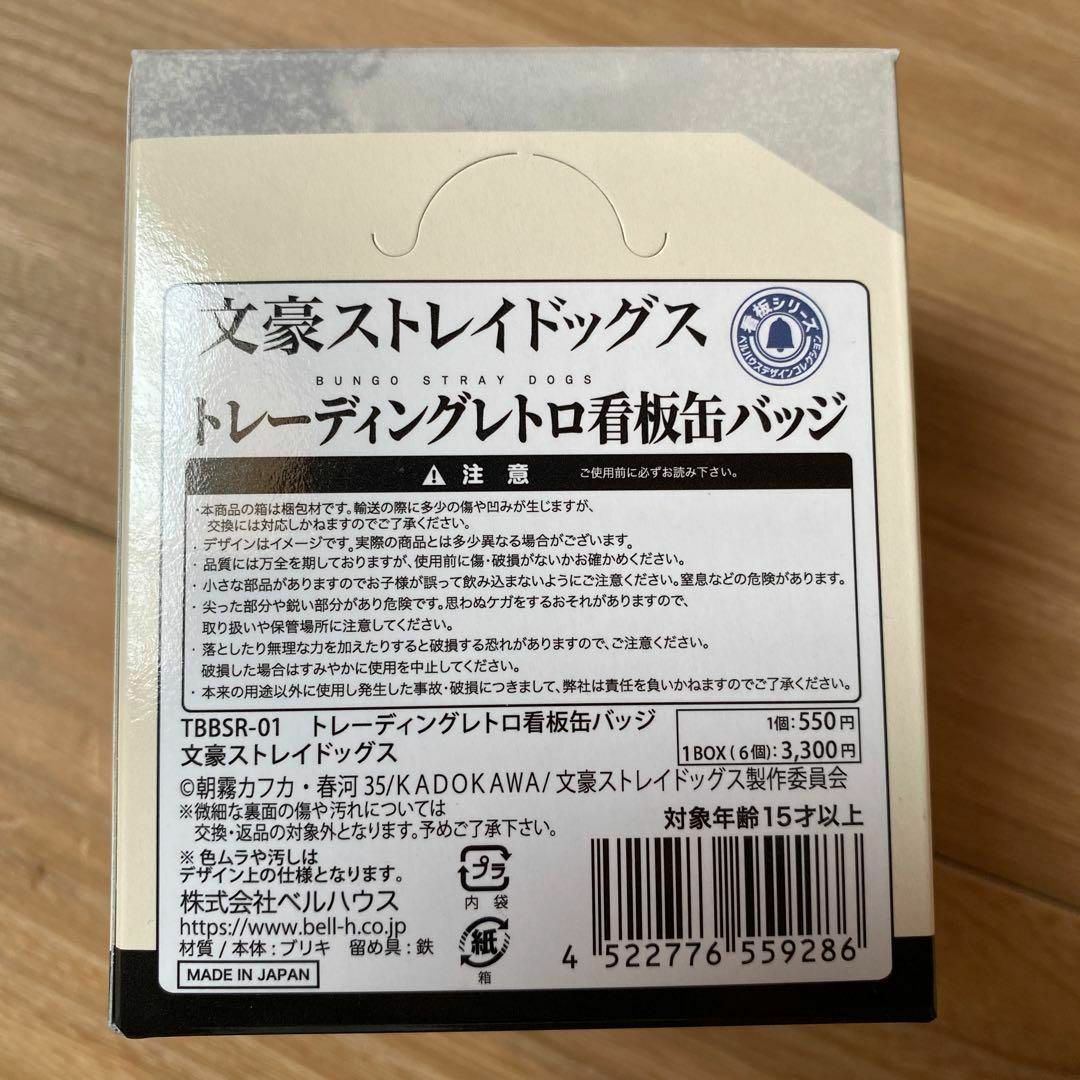 文豪ストレイドッグス
BUNGO STRAY DOGS
看板シリーズ
ベルハウスデザインコレクション
トレーディングレトロ看板缶バッジ
注意 ご使用前に必ずお読み下さい。
・本商品の箱は梱包材です。輸送の際に多少の傷や凹みが生じますが、
交換には対応しかねますのでご了承ください。
・デザインはイメージです。実際の商品とは多少異なる場合がございます。
・品質には万全を期しておりますが、使用前に傷・破損がないかお確かめください。
・小さな部品がありますのでお子様が誤って飲み込まないようにご注意ください。窒息などの危険があります。
・尖った部分や鋭い部分があり危険です。思わぬケガをするおそれがありますので、
取り扱いや保管場所に注意してください。
・落としたり無理な力を加えたりすると破損する恐れがありますので、ご注意ください。
破損した場合はすみやかに使用を中止してください。
・本来の用途以外に使用し発生した事故・破損につきまして、弊社は責任を負いかねますのでご了承ください。
TBBSR-01 トレーディングレトロ看板缶バッジ
文豪ストレイドッグス
1個:550円
1BOX(6個):3,300円
©朝霧カフカ・春河35/KADOKAWA/文豪ストレイドッグス製作委員会
※微細な裏面の傷や汚れについては
交換・返品の対象外となります。予めご了承下さい。
対象年齢15才以上
※色ムラや汚しは
デザイン上の仕様となります。
株式会社ベルハウス
https://www.bell-h.co.jp
材質/本体:ブリキ 留め具:鉄
MADE IN JAPAN
プラ
内袋
紙
箱
4 522776 559286